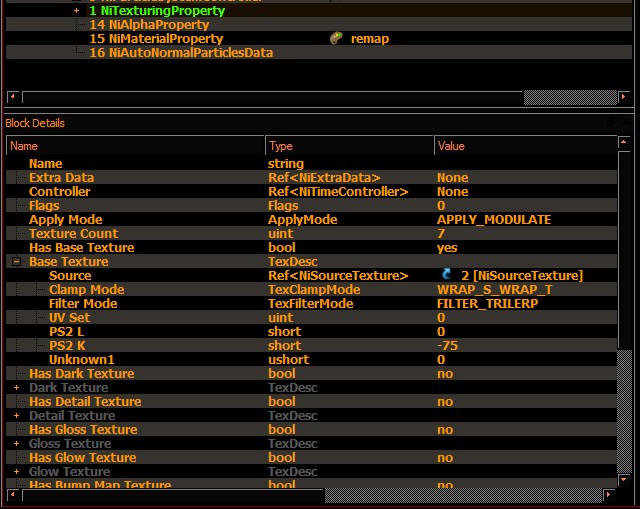 1 NiTexturingProperty
14 NiAlphaProperty
15 NiMaterialProperty remap
16 NiAutoNormalParticlesData
Block Details
Name Type Value
Name string
Extra Data Ref<NiExtraData> None
Controller Ref<NiTimeController> None
Flags Flags 0
Apply Mode ApplyMode APPLY_MODULATE
Texture Count uint 7
Has Base Texture bool yes
Base Texture TexDesc
Source Ref<NiSourceTexture> 2 [NiSourceTexture]
Clamp Mode TexClampMode WRAP_S_WRAP_T
Filter Mode TexFilterMode FILTER_TRILERP
UV Set uint 0
PS2 L short 0
PS2 K short -75
Unknown1 ushort 0
Has Dark Texture bool no
Dark Texture TexDesc
Has Detail Texture bool no
Detail Texture TexDesc
Has Gloss Texture bool no
Gloss Texture TexDesc
Has Glow Texture bool no
Glow Texture TexDesc
Has Bump Map Texture bool no